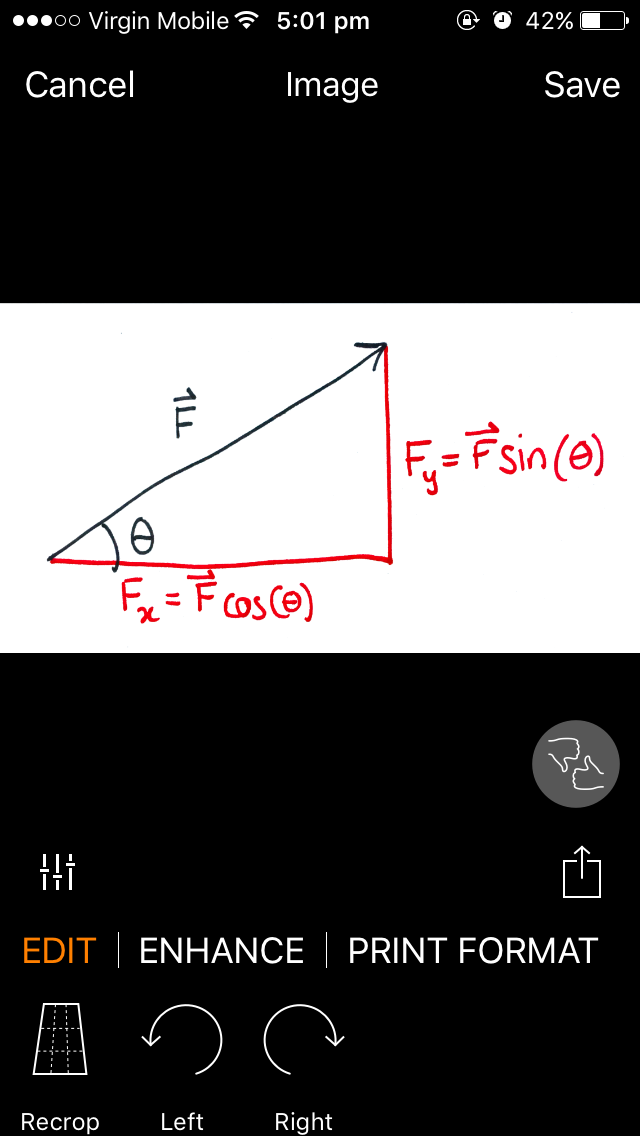 Virgin Mobile 5:01 pm 42%
Cancel Image Save
F⃗
F_y = F⃗ sin(θ)
θ
F_x = F⃗ cos(θ)
EDIT | ENHANCE | PRINT FORMAT
Recrop Left Right